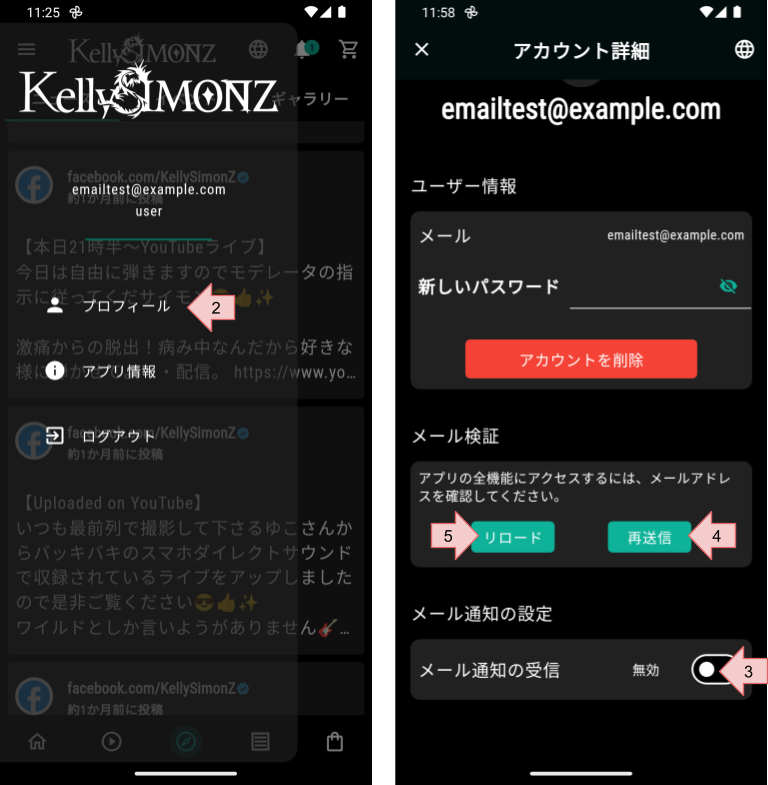 11:25
KellySIMONZ
1
KellySIMONZ
ギャラリー
facebook.com/KellySimonZ
emailtest@example.com
約1か月前に投稿
user
【本日21時半〜YouTubeライブ】
今日は自由に弾きますのでモデレータの指
示に従ってくださイモン😎👍✨
プロフィール
2
激痛からの脱出！病み中なんだから好きな
アプリ情報
配信。 https://www.yo…
facebook.com/KellySimonZ
ログアウト
約1か月前に投稿
【Uploaded on YouTube】
いつも最前列で撮影して下さるゆこさんか
らバッキバキのスマホダイレクトサウンド
で収録されているライブをアップしました
ので是非ご覧ください😎👍✨
ワイルドとしか言いようがありません🎸…
facebook.com/KellySimonZ
約1か月前に投稿
11:58
アカウント詳細
emailtest@example.com
ユーザー情報
メール
emailtest@example.com
新しいパスワード
アカウントを削除
メール検証
アプリの全機能にアクセスするには、メールアドレ
スを確認してください。
5
リロード
再送信
4
メール通知の設定
メール通知の受信
無効
3